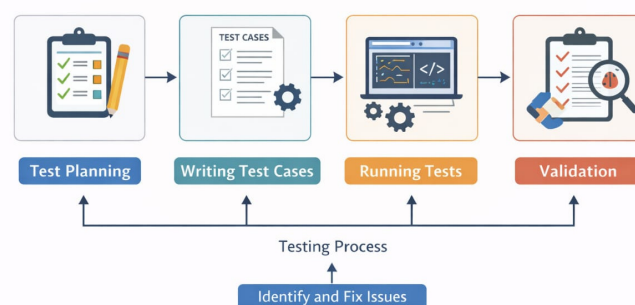 TEST CASES
</>
Test Planning
Writing Test Cases
Running Tests
Validation
Testing Process
Identify and Fix Issues